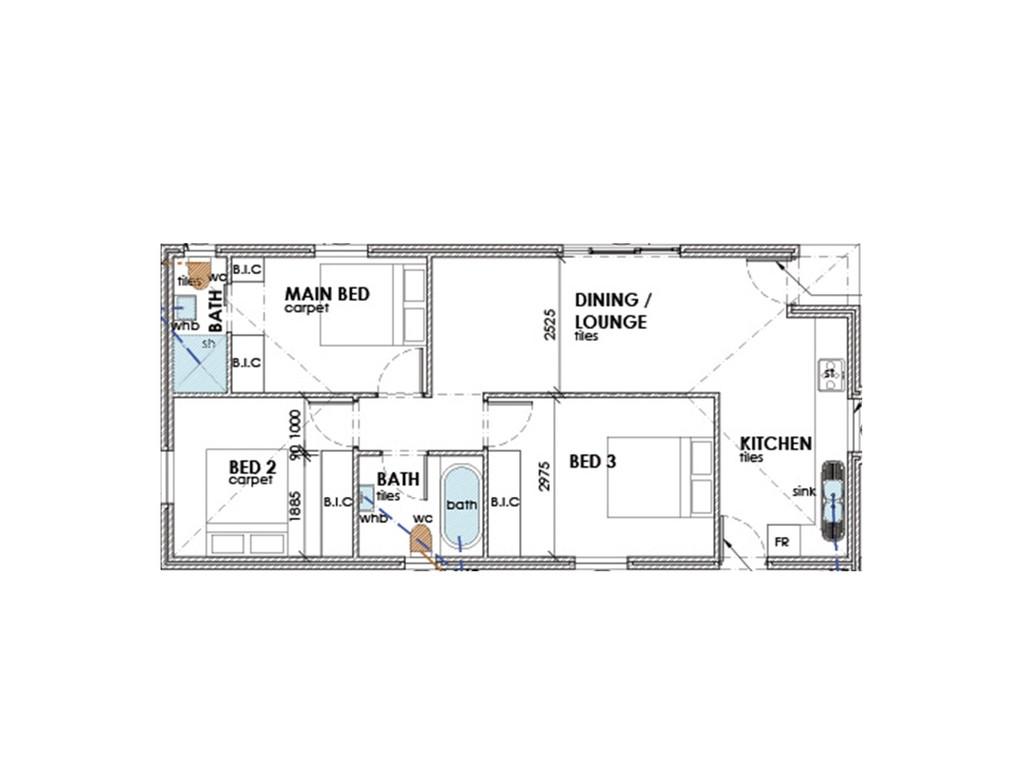 B.I.C
tiles
wc
MAIN BED
carpet
BATH
whb
sh
B.I.C
DINING /
LOUNGE
tiles
2525
st
1000
90
1885
BED 2
carpet
B.I.C
BATH
tiles
whb
wc
bath
B.I.C
2975
BED 3
KITCHEN
tiles
sink
FR